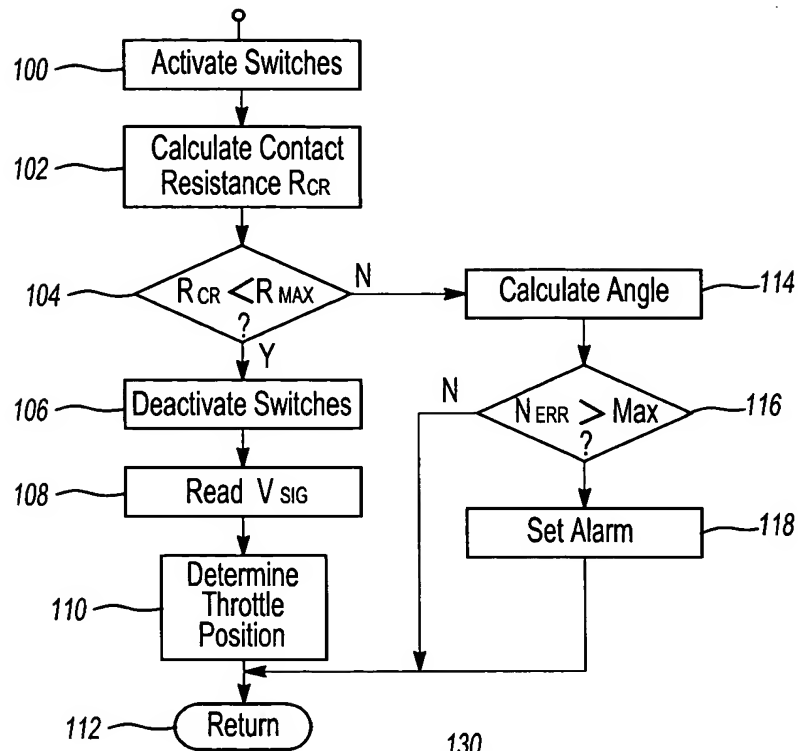 100
Activate Switches
102
Calculate Contact
Resistance RCR
104
RCR < RMAX
?
N
Y
Calculate Angle
114
106
Deactivate Switches
N
NERR > Max
?
116
108
Read VSIG
Set Alarm
118
110
Determine
Throttle
Position
112
Return
130